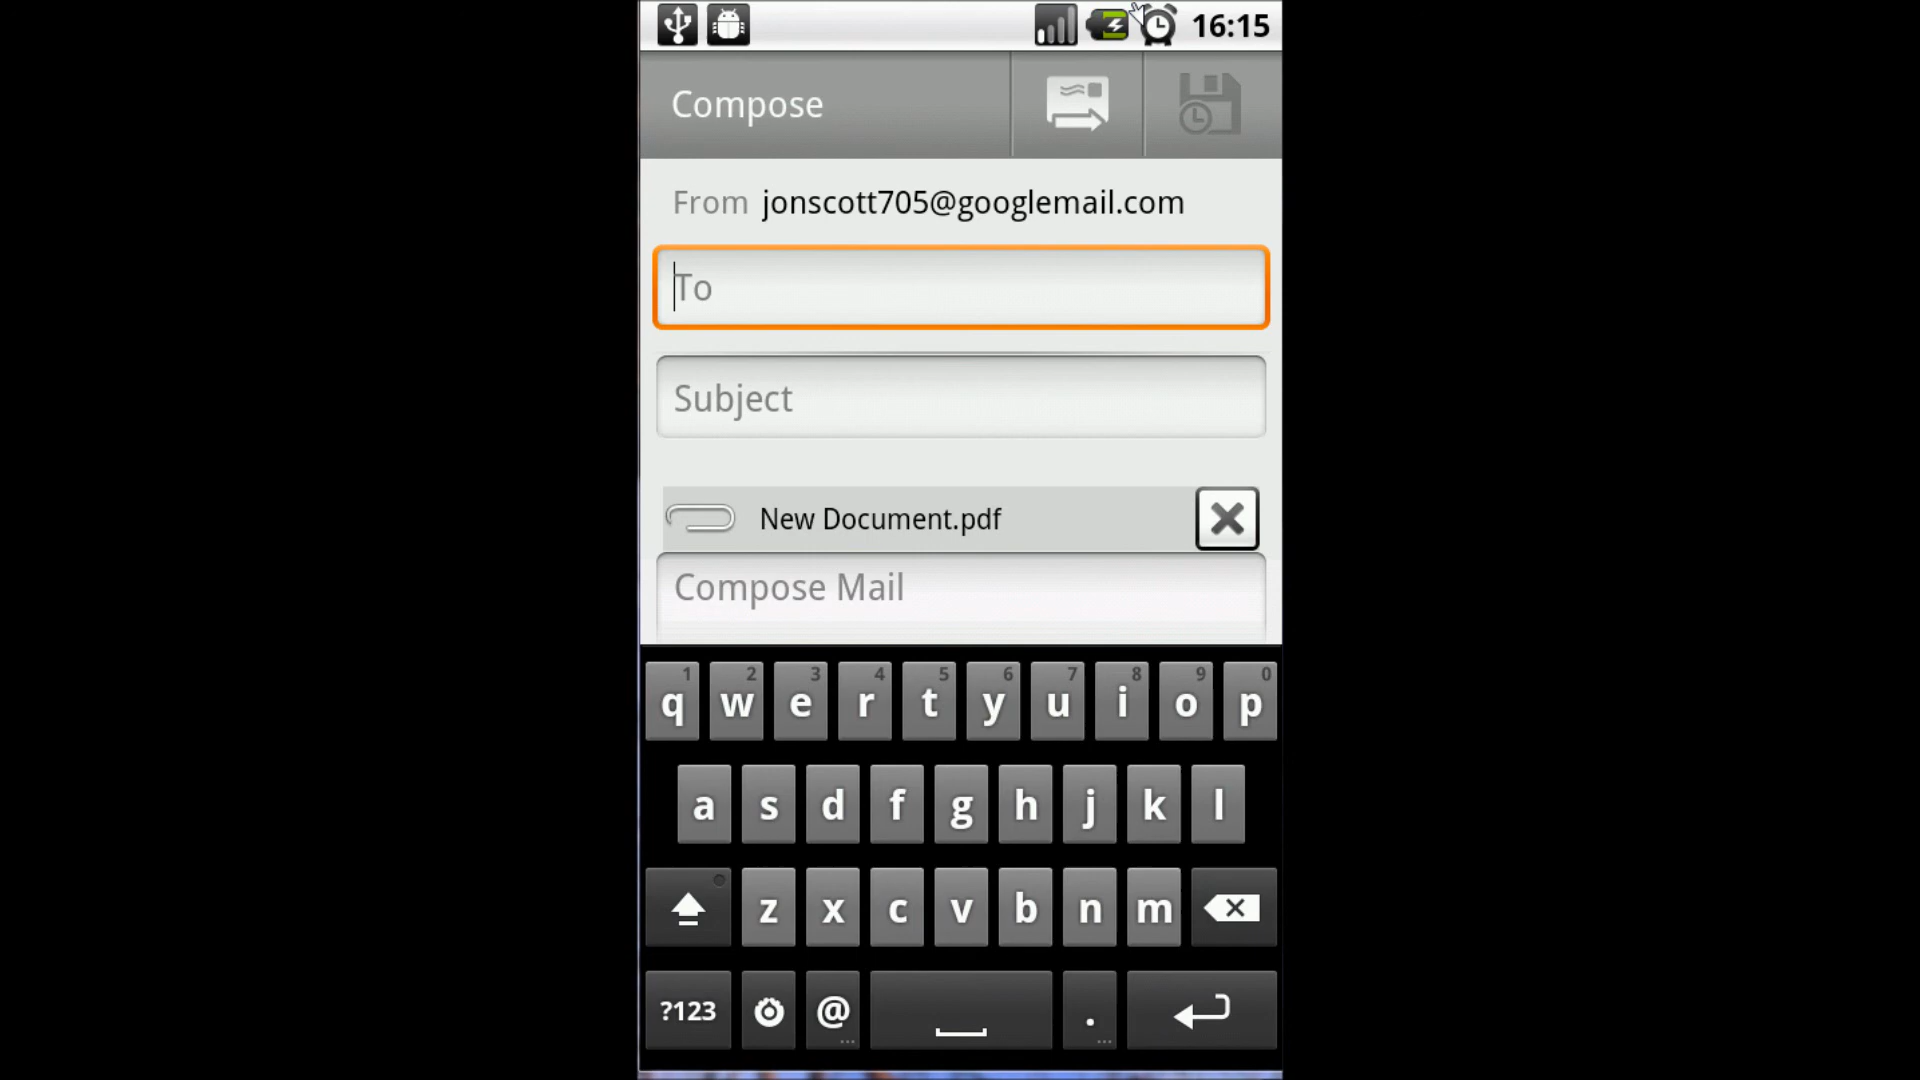 16:15
Compose
From jonscott705@googlemail.com
To
Subject
New Document.pdf
Compose Mail
1 2 3 4 5 6 7 8 9 0
q w e r t y u i o p
a s d f g h j k l
z x c v b n m
?123 @ ... . ...